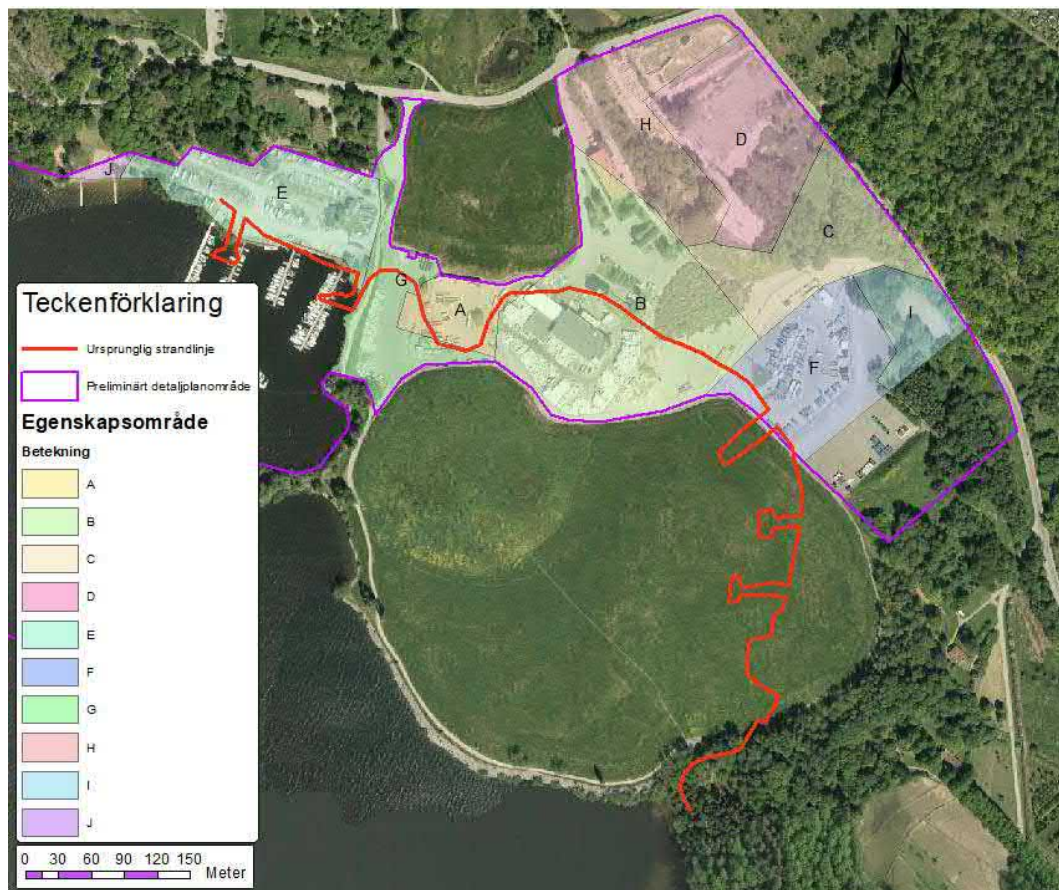 N
H
D
J
E
C
G
A
B
I
F
Teckenförklaring
Ursprunglig strandlinje
Preliminärt detaljplanområde
Egenskapsområde
Betekning
A
B
C
D
E
F
G
H
I
J
0 30 60 90 120 150
Meter